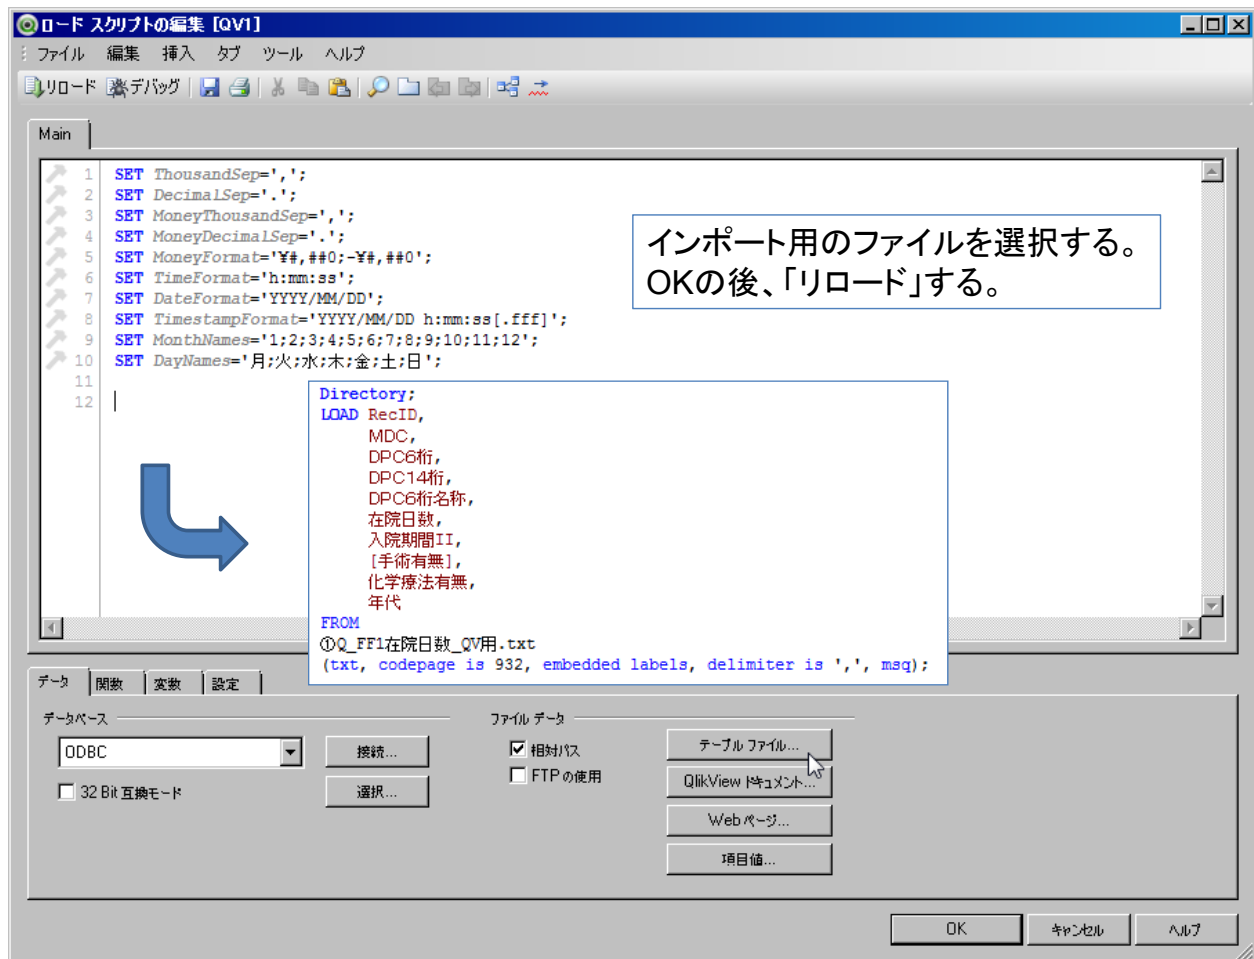 ロード スクリプトの編集 [QV1]
ファイル 編集 挿入 タブ ツール ヘルプ
リロード デバッグ
Main
1 SET ThousandSep=',';
2 SET DecimalSep='.';
3 SET MoneyThousandSep=',';
4 SET MoneyDecimalSep='.';
5 SET MoneyFormat='¥#,##0;-¥#,##0';
6 SET TimeFormat='h:mm:ss';
7 SET DateFormat='YYYY/MM/DD';
8 SET TimestampFormat='YYYY/MM/DD h:mm:ss[.fff]';
9 SET MonthNames='1;2;3;4;5;6;7;8;9;10;11;12';
10 SET DayNames='月;火;水;木;金;土;日';
11
12
インポート用のファイルを選択する。
OKの後、「リロード」する。
Directory;
LOAD RecID,
MDC,
DPC6桁,
DPC14桁,
DPC6桁名称,
在院日数,
入院期間II,
[手術有無],
化学療法有無,
年代
FROM
①Q_FF1在院日数_QV用.txt
(txt, codepage is 932, embedded labels, delimiter is ',', msq);
データ 関数 変数 設定
データベース
ODBC
接続...
32 Bit 互換モード
選択...
ファイル データ
相対パス
FTP の使用
テーブル ファイル...
QlikView ドキュメント...
Web ページ...
項目値...
OK キャンセル ヘルプ